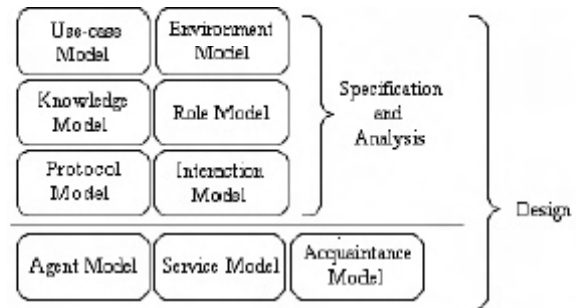 Use-case
Model
Environment
Model
Knowledge
Model
Role Model
Protocol
Model
Interaction
Model
Specification
and
Analysis
Agent Model
Service Model
Acquaintance
Model
Design